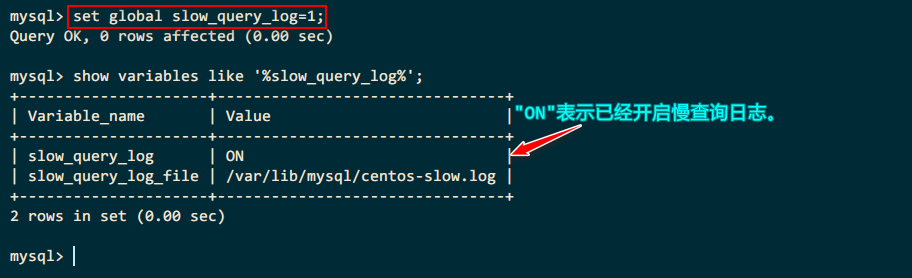 mysql> set global slow_query_log=1;
Query OK, 0 rows affected (0.00 sec)
mysql> show variables like '%slow_query_log%';
+---------------------+--------------------------------+
| Variable_name       | Value                          |
"ON"表示已经开启慢查询日志。
+---------------------+--------------------------------+
| slow_query_log      | ON                             |
| slow_query_log_file | /var/lib/mysql/centos-slow.log |
+---------------------+--------------------------------+
2 rows in set (0.00 sec)
mysql>